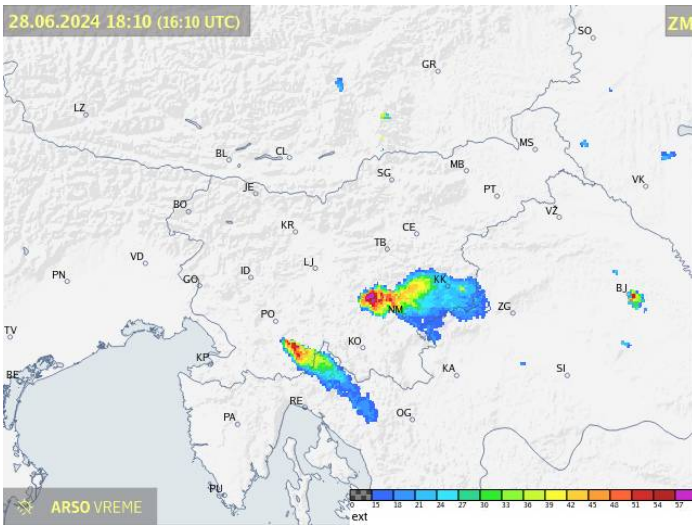 28.06.2024 18:10 (16:10 UTC)
ZM
SO
GR
LZ
MS
BL
CL
MB
SG
VK
JE
PT
BO
VŽ
KR
CE
TB
VD
LJ
ID
PN
GO
KK
BJ
NM
ZG
PO
TV
KO
KP
KA
SI
BE
RE
PA
OG
PU
ARSO VREME
0 15 18 21 24 27 30 33 36 39 42 45 48 51 54 57
ext